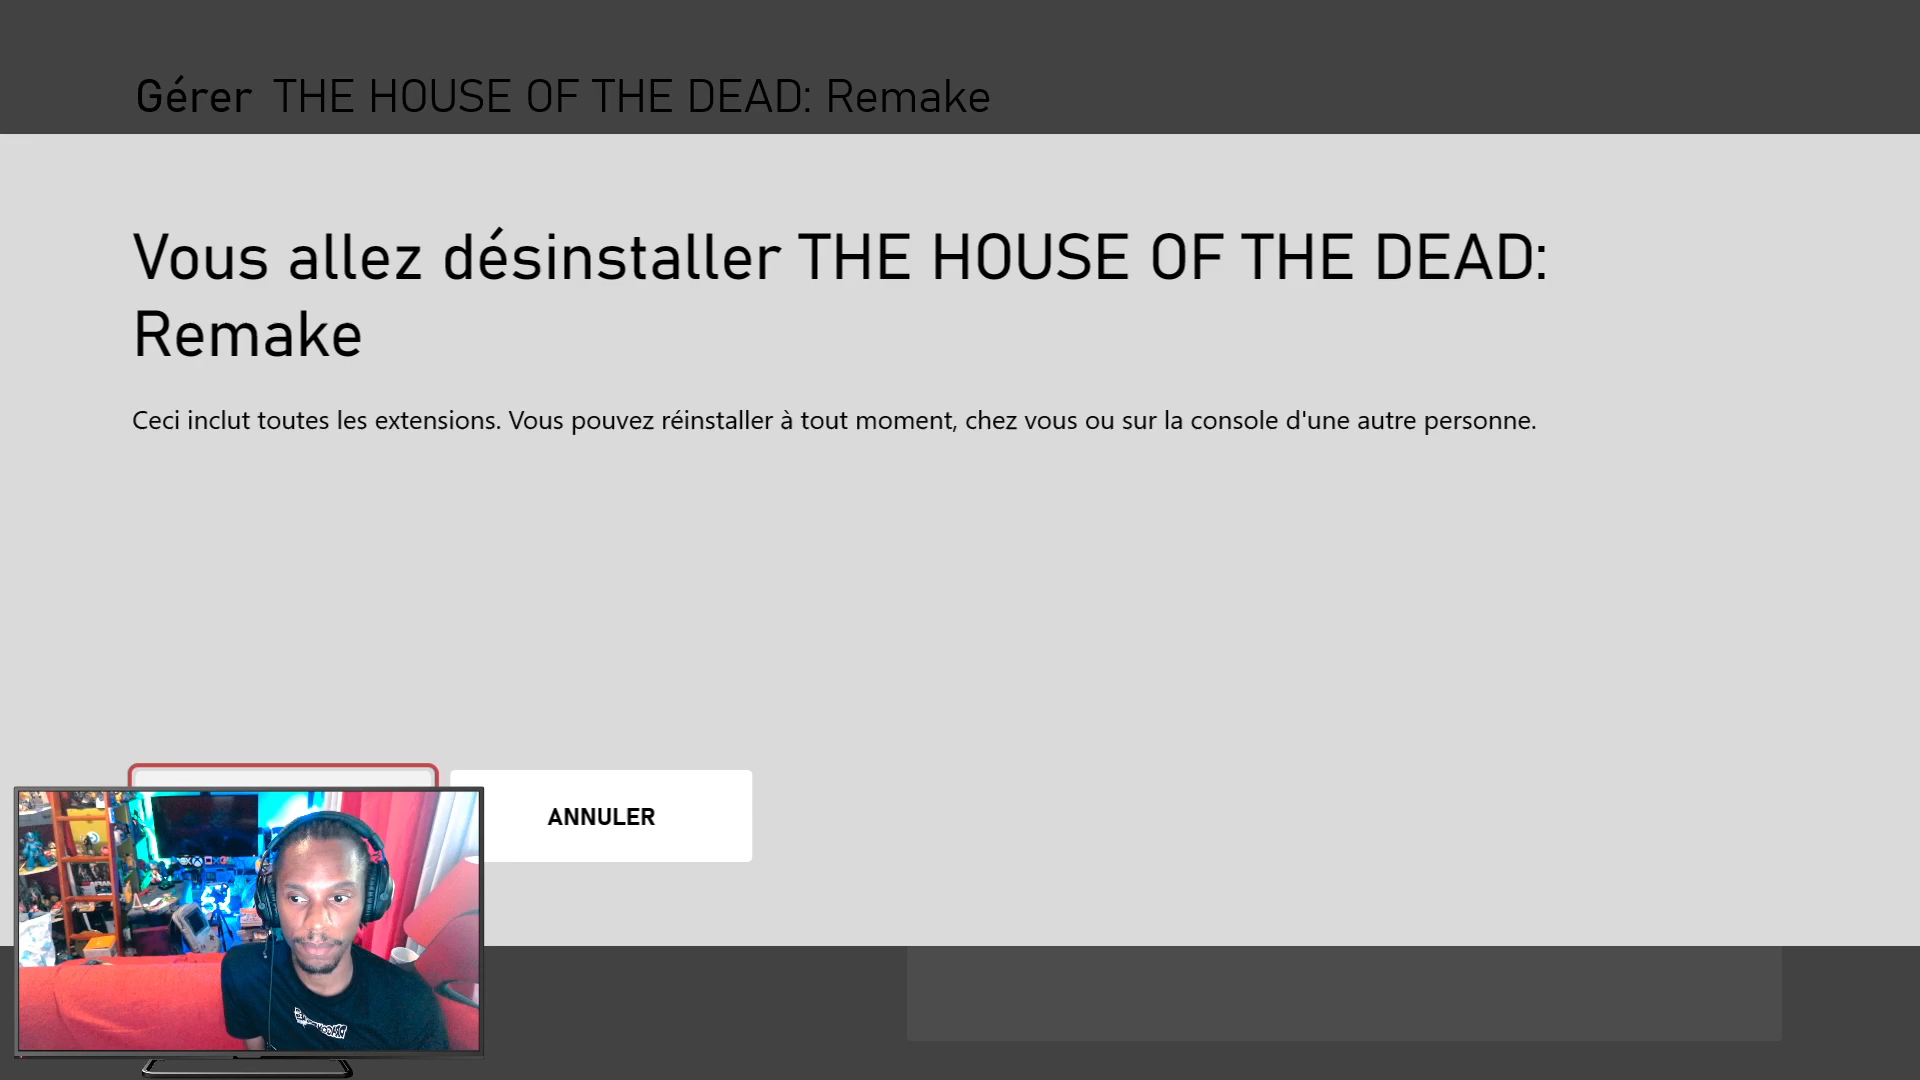 Gérer THE HOUSE OF THE DEAD: Remake
Vous allez désinstaller THE HOUSE OF THE DEAD:
Remake
Ceci inclut toutes les extensions. Vous pouvez réinstaller à tout moment, chez vous ou sur la console d'une autre personne.
ANNULER